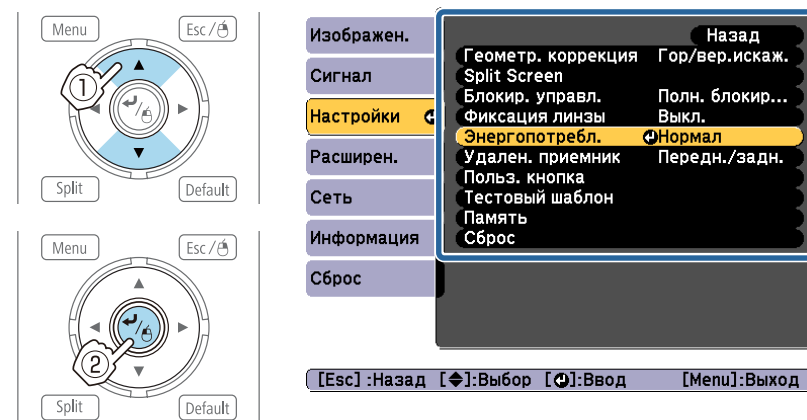 Menu
Esc /
1
/
Split
Default
Menu
Esc /
/
2
Split
Default
Изображен.
Сигнал
Настройки
Расширен.
Сеть
Информация
Сброс
Назад
Геометр. коррекция Гор/вер.искаж.
Split Screen
Блокир. управл. Полн. блокир...
Фиксация линзы Выкл.
Энергопотребл. Нормал
Удален. приемник Передн./задн.
Польз. кнопка
Тестовый шаблон
Память
Сброс
[Esc] :Назад [◆]:Выбор [⏎]:Ввод [Menu]:Выход